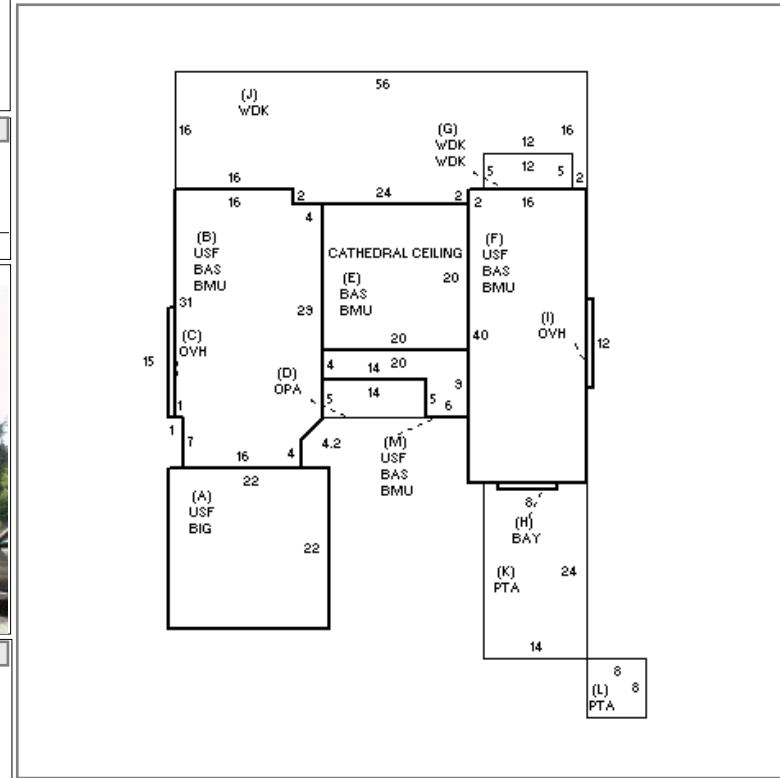 56
(J)
WDK
16
(G)
WDK
WDK
16
12
12
5
5
2
16
16
2
24
2
2
16
4
(B)
USF
BAS
BMU
CATHEDRAL CEILING
(E)
BAS
BMU
20
(F)
USF
BAS
BMU
31
29
(C)
OVH
15
20
40
(I)
OVH
12
4
14
20
(D)
OPA
14
9
5
5
6
1
1
7
4.2
4
16
(M)
USF
BAS
BMU
22
(A)
USF
BIG
22
8
(H)
BAY
(K)
PTA
24
14
8
8
(L)
PTA